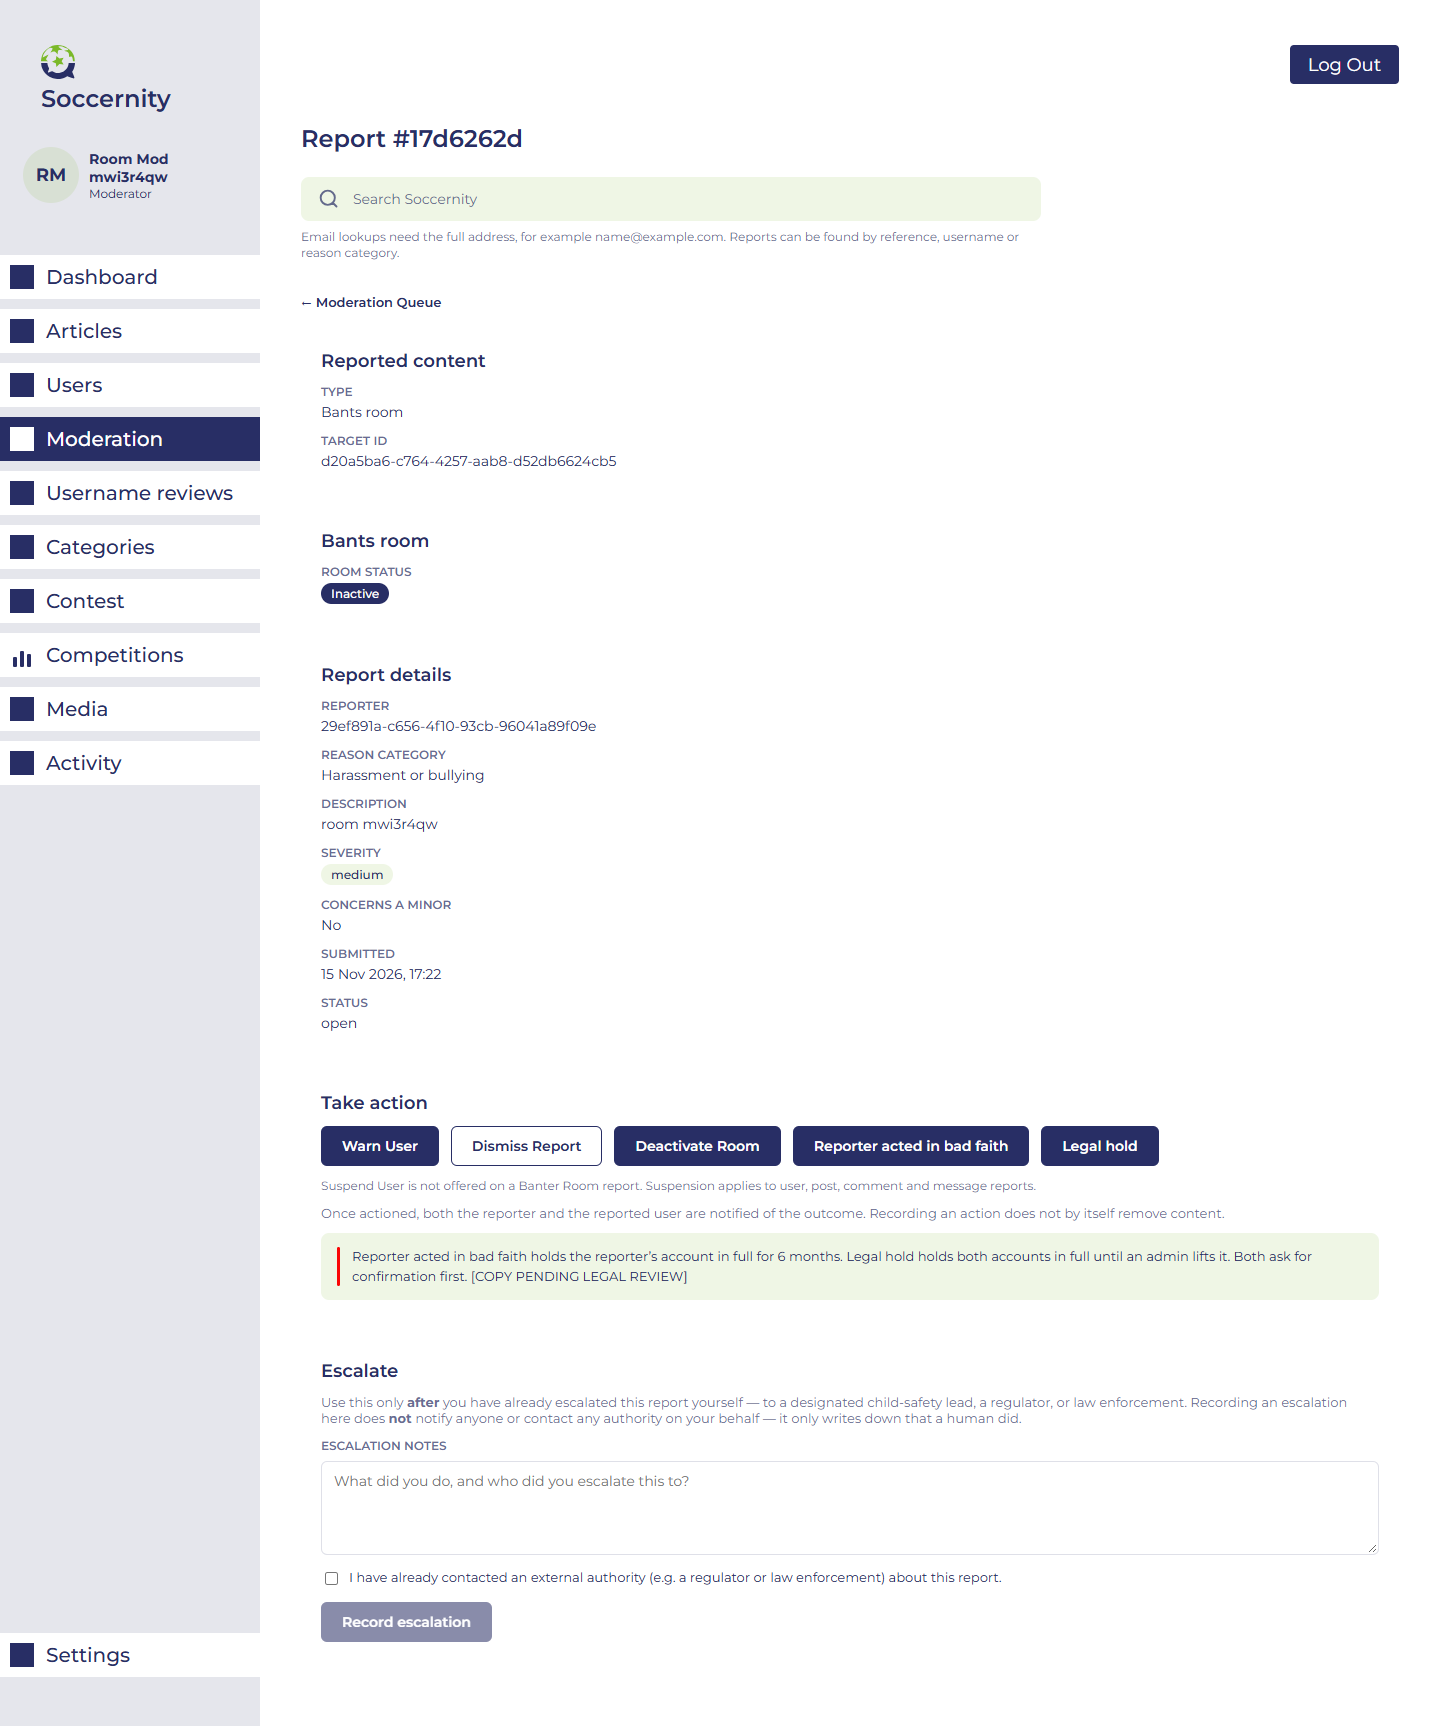 Soccernity
Log Out
RM
Room Mod
mwi3r4qw
Moderator
Dashboard
Articles
Users
Moderation
Username reviews
Categories
Contest
Competitions
Media
Activity
Settings
Report #17d6262d
Search Soccernity
Email lookups need the full address, for example name@example.com. Reports can be found by reference, username or
reason category.
← Moderation Queue
Reported content
TYPE
Bants room
TARGET ID
d20a5ba6-c764-4257-aab8-d52db6624cb5
Bants room
ROOM STATUS
Inactive
Report details
REPORTER
29ef891a-c656-4f10-93cb-96041a89f09e
REASON CATEGORY
Harassment or bullying
DESCRIPTION
room mwi3r4qw
SEVERITY
medium
CONCERNS A MINOR
No
SUBMITTED
15 Nov 2026, 17:22
STATUS
open
Take action
Warn User
Dismiss Report
Deactivate Room
Reporter acted in bad faith
Legal hold
Suspend User is not offered on a Banter Room report. Suspension applies to user, post, comment and message reports.
Once actioned, both the reporter and the reported user are notified of the outcome. Recording an action does not by itself remove content.
Reporter acted in bad faith holds the reporter’s account in full for 6 months. Legal hold holds both accounts in full until an admin lifts it. Both ask for
confirmation first. [COPY PENDING LEGAL REVIEW]
Escalate
Use this only after you have already escalated this report yourself — to a designated child-safety lead, a regulator, or law enforcement. Recording an escalation
here does not notify anyone or contact any authority on your behalf — it only writes down that a human did.
ESCALATION NOTES
What did you do, and who did you escalate this to?
I have already contacted an external authority (e.g. a regulator or law enforcement) about this report.
Record escalation